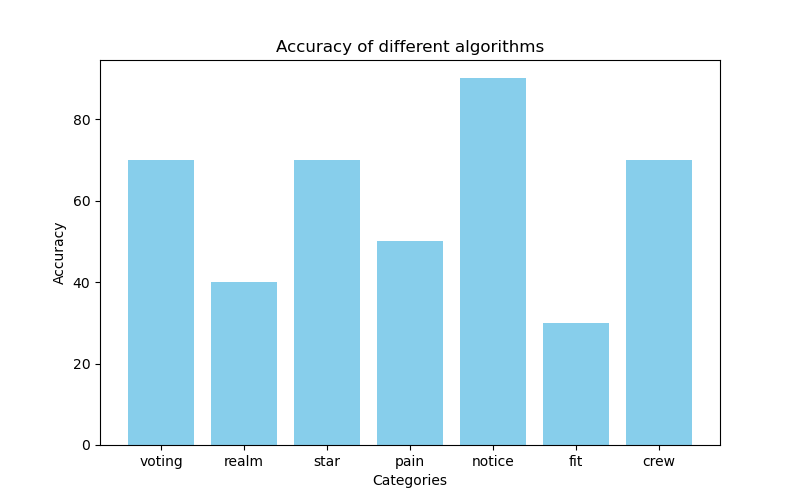 Accuracy of different algorithms
Accuracy
80
60
40
20
0
voting realm star pain notice fit crew
Categories